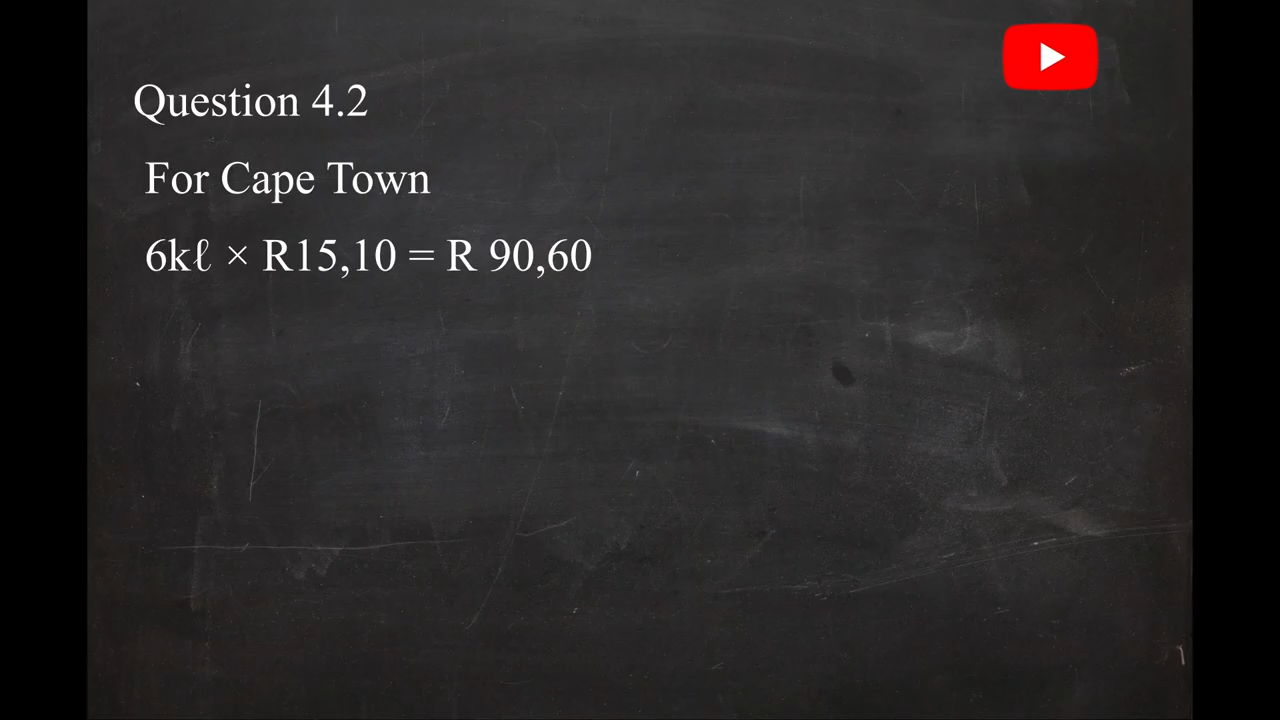 Question 4.2
For Cape Town
6kℓ × R15,10 = R 90,60